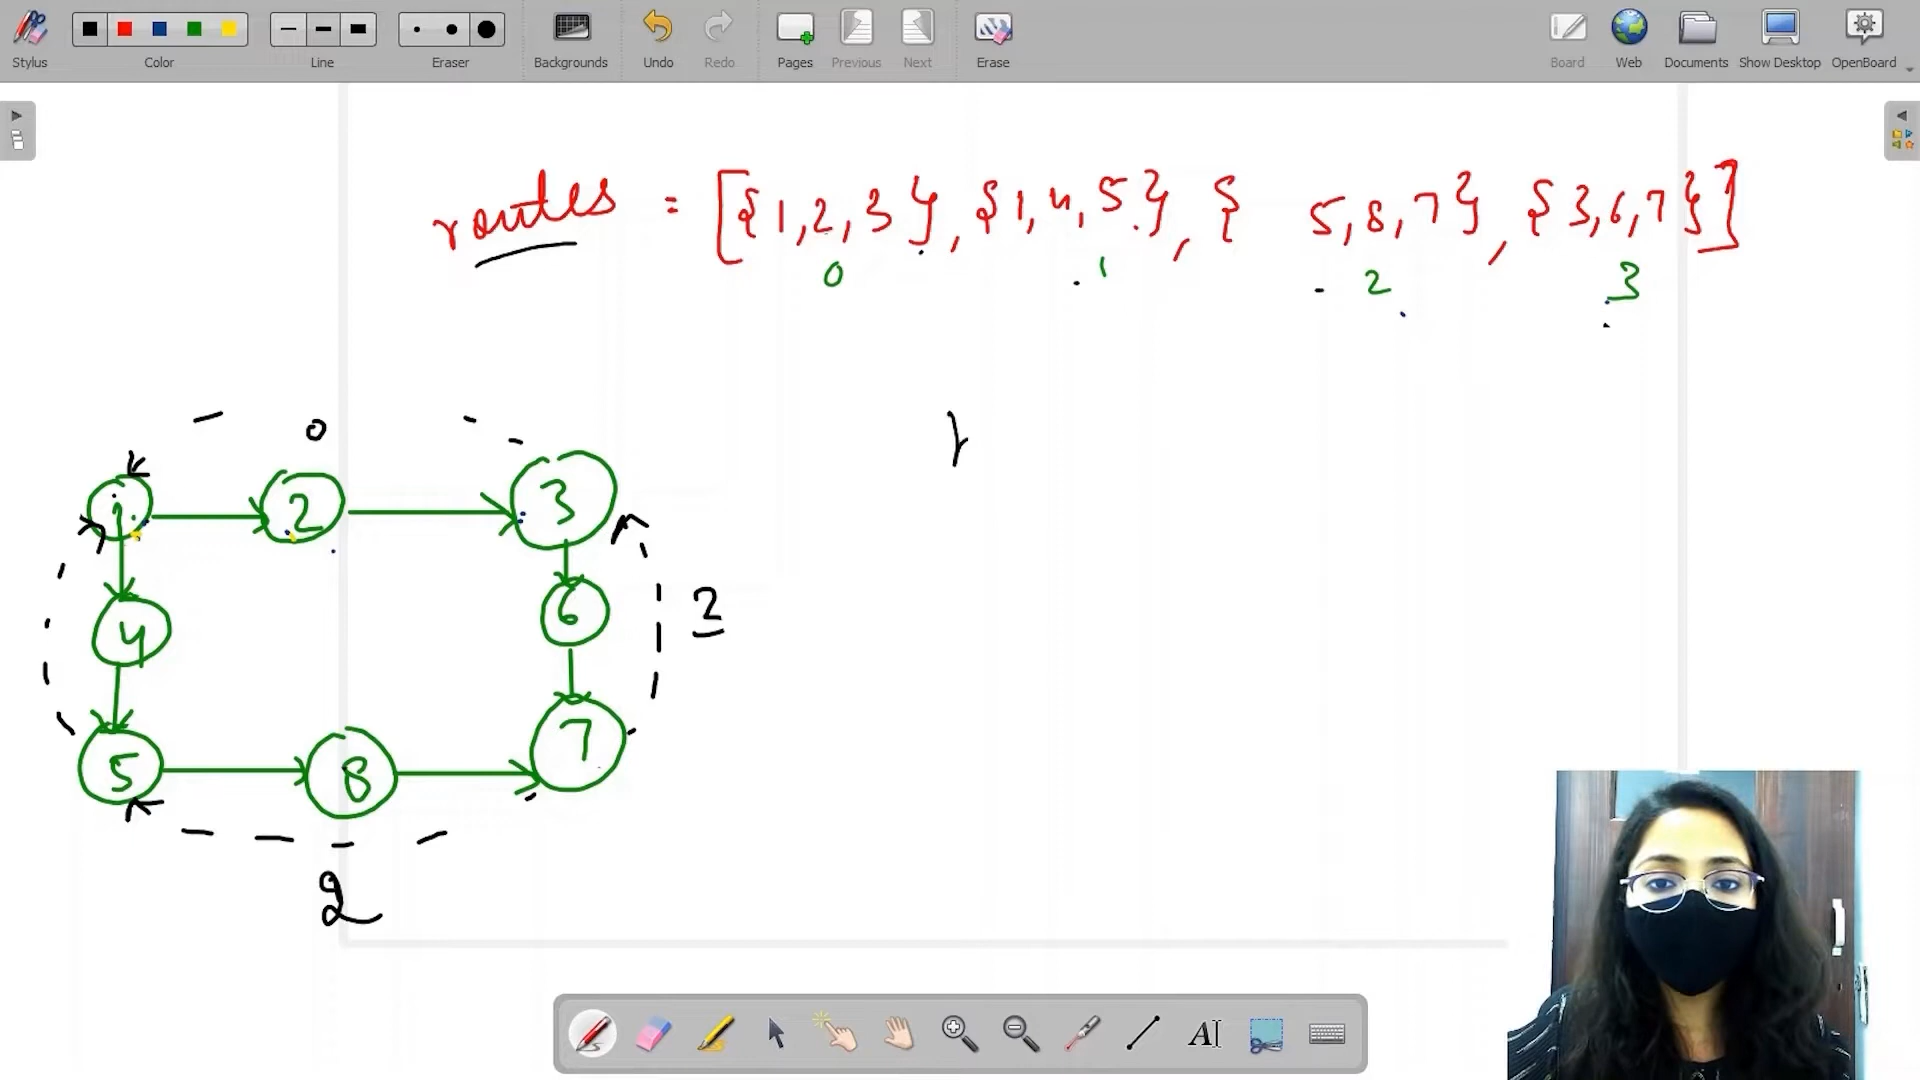 Stylus Color Line Eraser Backgrounds Undo Redo Pages Previous Next Erase Board Web Documents Show Desktop OpenBoard
routes = [{1,2,3}, {1,4,5}, { 5,8,7}, {3,6,7}]
0 1 2 3
0
1 2 3
4 6 2
5 8 7
2
AI